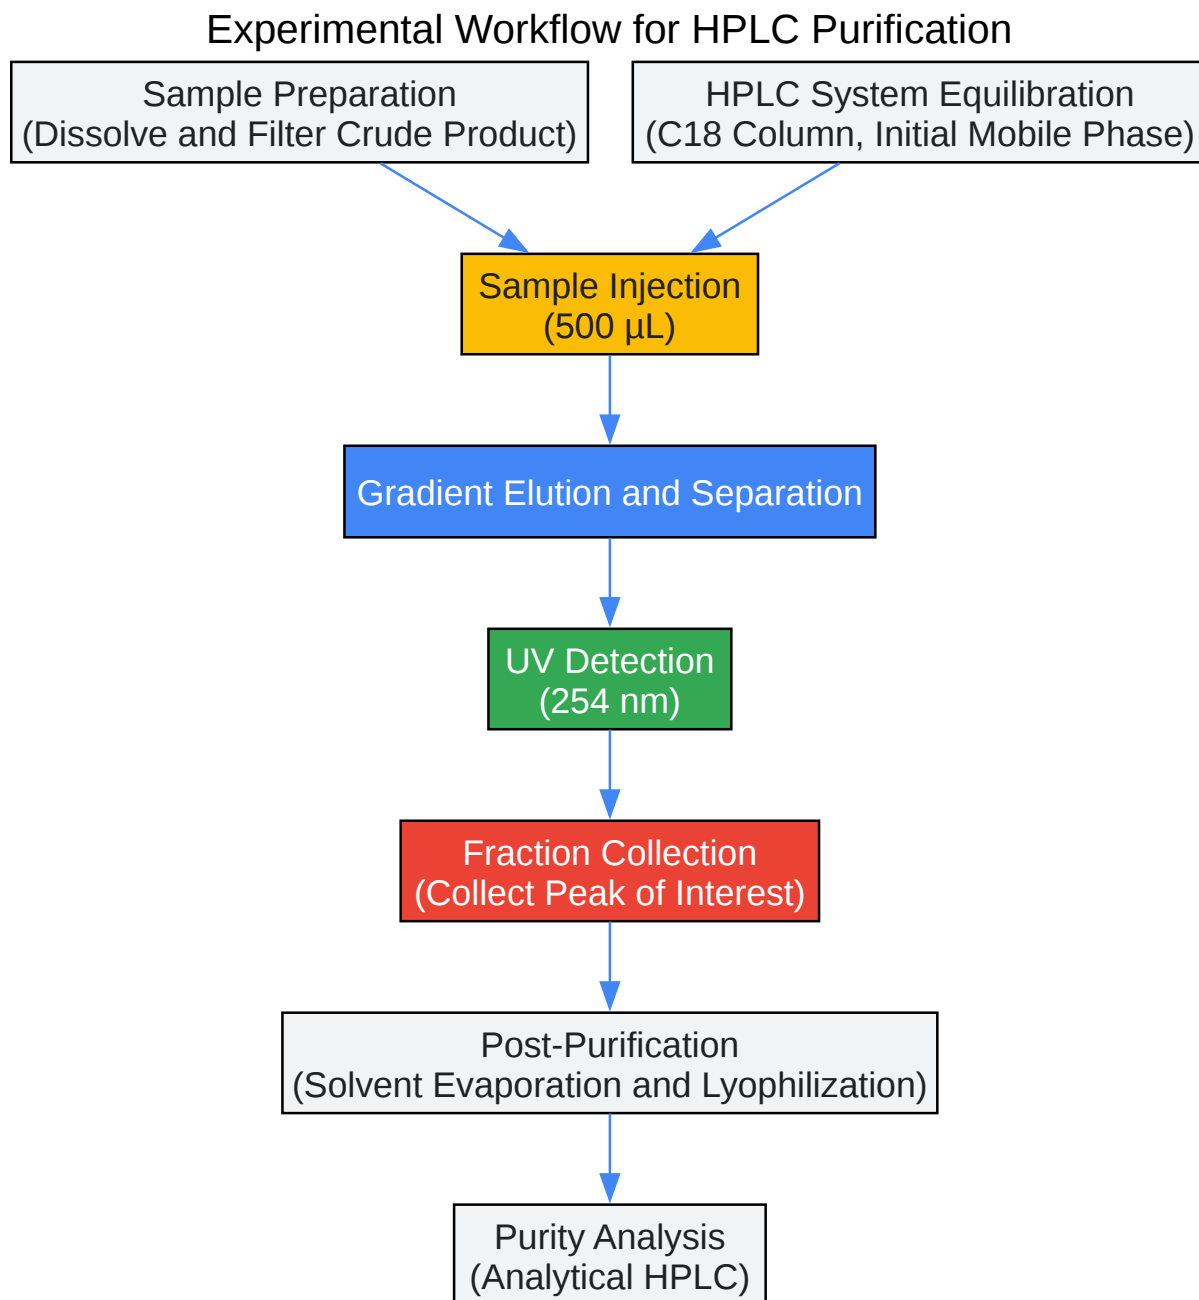 Experimental Workflow for HPLC Purification
Sample Preparation
(Dissolve and Filter Crude Product)
HPLC System Equilibration
(C18 Column, Initial Mobile Phase)
Sample Injection
(500 µL)
Gradient Elution and Separation
UV Detection
(254 nm)
Fraction Collection
(Collect Peak of Interest)
Post-Purification
(Solvent Evaporation and Lyophilization)
Purity Analysis
(Analytical HPLC)